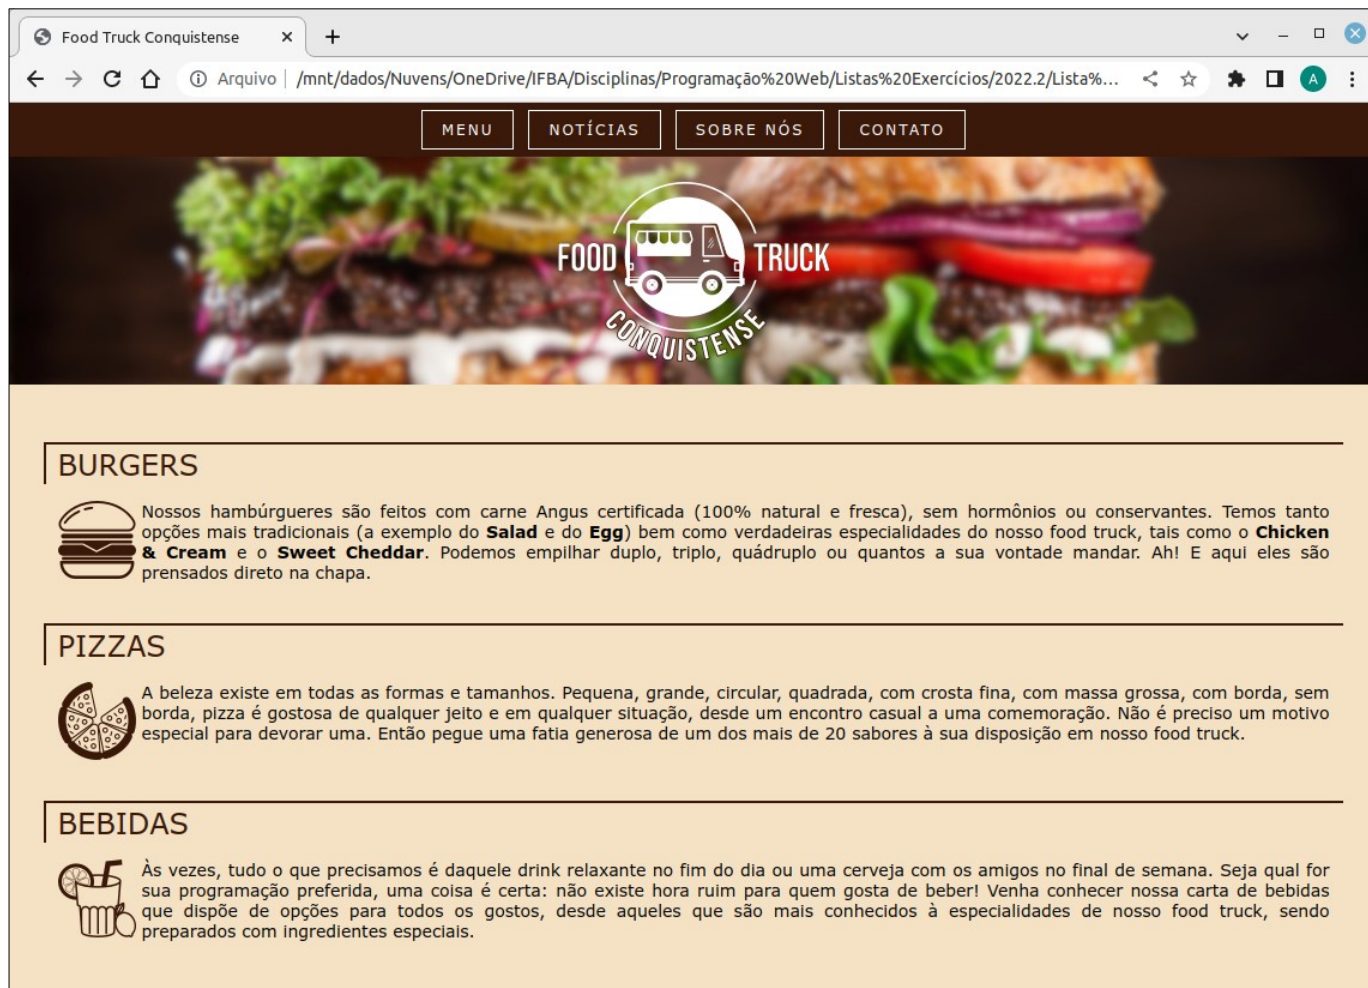 Food Truck Conquistense
Arquivo | /mnt/dados/Nuvens/OneDrive/IFBA/Disciplinas/Programação%20Web/Listas%20Exercícios/2022.2/Lista%...
A
MENU NOTÍCIAS SOBRE NÓS CONTATO
FOOD TRUCK
CONQUISTENSE
BURGERS
Nossos hambúrgueres são feitos com carne Angus certificada (100% natural e fresca), sem hormônios ou conservantes. Temos tanto
opções mais tradicionais (a exemplo do Salad e do Egg) bem como verdadeiras especialidades do nosso food truck, tais como o Chicken
& Cream e o Sweet Cheddar. Podemos empilhar duplo, triplo, quádruplo ou quantos a sua vontade mandar. Ah! E aqui eles são
prensados direto na chapa.
PIZZAS
A beleza existe em todas as formas e tamanhos. Pequena, grande, circular, quadrada, com crosta fina, com massa grossa, com borda, sem
borda, pizza é gostosa de qualquer jeito e em qualquer situação, desde um encontro casual a uma comemoração. Não é preciso um motivo
especial para devorar uma. Então pegue uma fatia generosa de um dos mais de 20 sabores à sua disposição em nosso food truck.
BEBIDAS
Às vezes, tudo o que precisamos é daquele drink relaxante no fim do dia ou uma cerveja com os amigos no final de semana. Seja qual for
sua programação preferida, uma coisa é certa: não existe hora ruim para quem gosta de beber! Venha conhecer nossa carta de bebidas
que dispõe de opções para todos os gostos, desde aqueles que são mais conhecidos à especialidades de nosso food truck, sendo
preparados com ingredientes especiais.